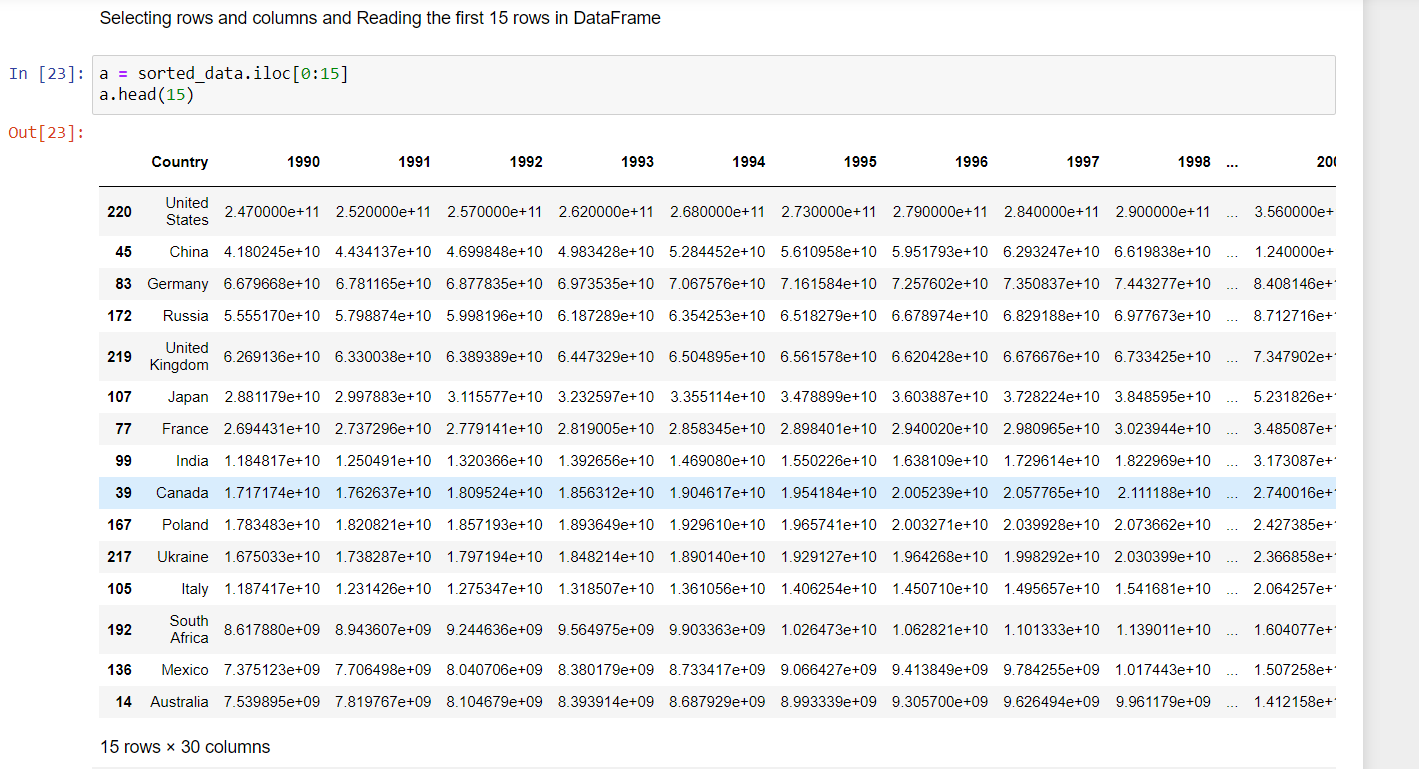 Selecting rows and columns and Reading the first 15 rows in DataFrame
In [23]: a = sorted_data.iloc[0:15]
a.head(15)
Out[23]:
Country 1990 1991 1992 1993 1994 1995 1996 1997 1998 ... 200
220 United States 2.470000e+11 2.520000e+11 2.570000e+11 2.620000e+11 2.680000e+11 2.730000e+11 2.790000e+11 2.840000e+11 2.900000e+11 ... 3.560000e+
45 China 4.180245e+10 4.434137e+10 4.699848e+10 4.983428e+10 5.284452e+10 5.610958e+10 5.951793e+10 6.293247e+10 6.619838e+10 ... 1.240000e+
83 Germany 6.679668e+10 6.781165e+10 6.877835e+10 6.973535e+10 7.067576e+10 7.161584e+10 7.257602e+10 7.350837e+10 7.443277e+10 ... 8.408146e+
172 Russia 5.555170e+10 5.798874e+10 5.998196e+10 6.187289e+10 6.354253e+10 6.518279e+10 6.678974e+10 6.829188e+10 6.977673e+10 ... 8.712716e+
219 United Kingdom 6.269136e+10 6.330038e+10 6.389389e+10 6.447329e+10 6.504895e+10 6.561578e+10 6.620428e+10 6.676676e+10 6.733425e+10 ... 7.347902e+
107 Japan 2.881179e+10 2.997883e+10 3.115577e+10 3.232597e+10 3.355114e+10 3.478899e+10 3.603887e+10 3.728224e+10 3.848595e+10 ... 5.231826e+
77 France 2.694431e+10 2.737296e+10 2.779141e+10 2.819005e+10 2.858345e+10 2.898401e+10 2.940020e+10 2.980965e+10 3.023944e+10 ... 3.485087e+
99 India 1.184817e+10 1.250491e+10 1.320366e+10 1.392656e+10 1.469080e+10 1.550226e+10 1.638109e+10 1.729614e+10 1.822969e+10 ... 3.173087e+
39 Canada 1.717174e+10 1.762637e+10 1.809524e+10 1.856312e+10 1.904617e+10 1.954184e+10 2.005239e+10 2.057765e+10 2.111188e+10 ... 2.740016e+
167 Poland 1.783483e+10 1.820821e+10 1.857193e+10 1.893649e+10 1.929610e+10 1.965741e+10 2.003271e+10 2.039928e+10 2.073662e+10 ... 2.427385e+
217 Ukraine 1.675033e+10 1.738287e+10 1.797194e+10 1.848214e+10 1.890140e+10 1.929127e+10 1.964268e+10 1.998292e+10 2.030399e+10 ... 2.366858e+
105 Italy 1.187417e+10 1.231426e+10 1.275347e+10 1.318507e+10 1.361056e+10 1.406254e+10 1.450710e+10 1.495657e+10 1.541681e+10 ... 2.064257e+
192 South Africa 8.617880e+09 8.943607e+09 9.244636e+09 9.564975e+09 9.903363e+09 1.026473e+10 1.062821e+10 1.101333e+10 1.139011e+10 ... 1.604077e+
136 Mexico 7.375123e+09 7.706498e+09 8.040706e+09 8.380179e+09 8.733417e+09 9.066427e+09 9.413849e+09 9.784255e+09 1.017443e+10 ... 1.507258e+
14 Australia 7.539895e+09 7.819767e+09 8.104679e+09 8.393914e+09 8.687929e+09 8.993339e+09 9.305700e+09 9.626494e+09 9.961179e+09 ... 1.412158e+
15 rows × 30 columns